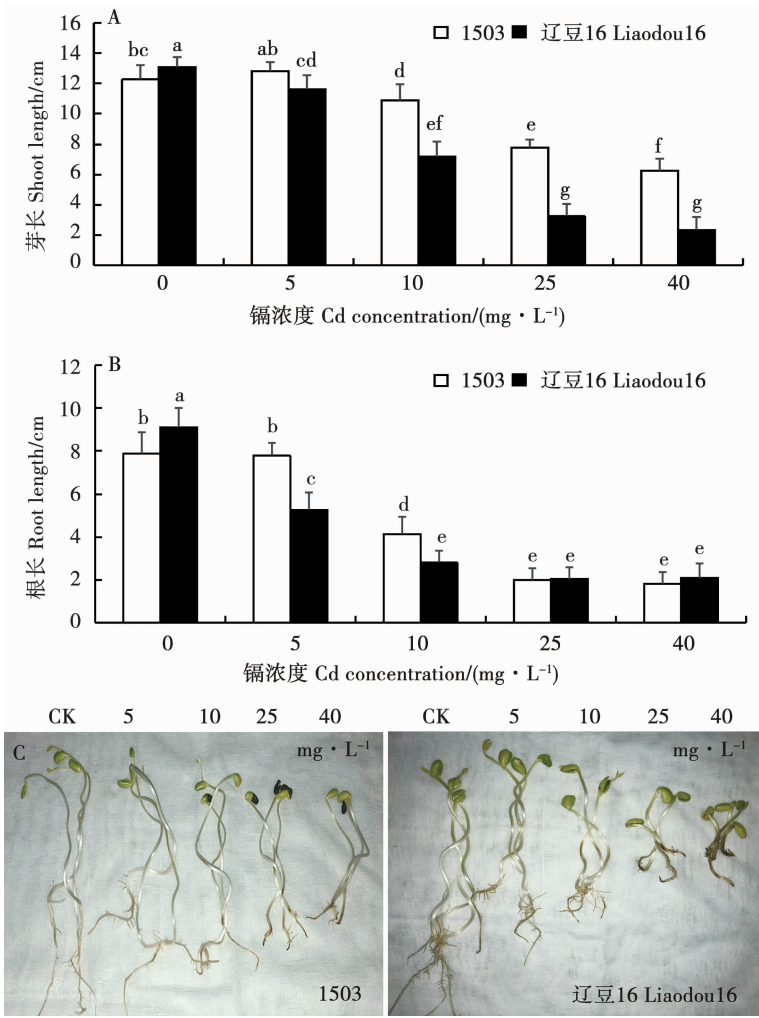 A
1503 辽豆16 Liaodou16
16
14
12
10
8
6
4
2
0
芽长 Shoot length/cm
bc a ab cd d ef e g f g
0 5 10 25 40
镉浓度 Cd concentration/(mg·L⁻¹)
B
1503 辽豆16 Liaodou16
12
10
8
6
4
2
0
根长 Root length/cm
b a b c d e e e e e
0 5 10 25 40
镉浓度 Cd concentration/(mg·L⁻¹)
CK 5 10 25 40
C mg·L⁻¹
1503
CK 5 10 25 40
mg·L⁻¹
辽豆16 Liaodou16